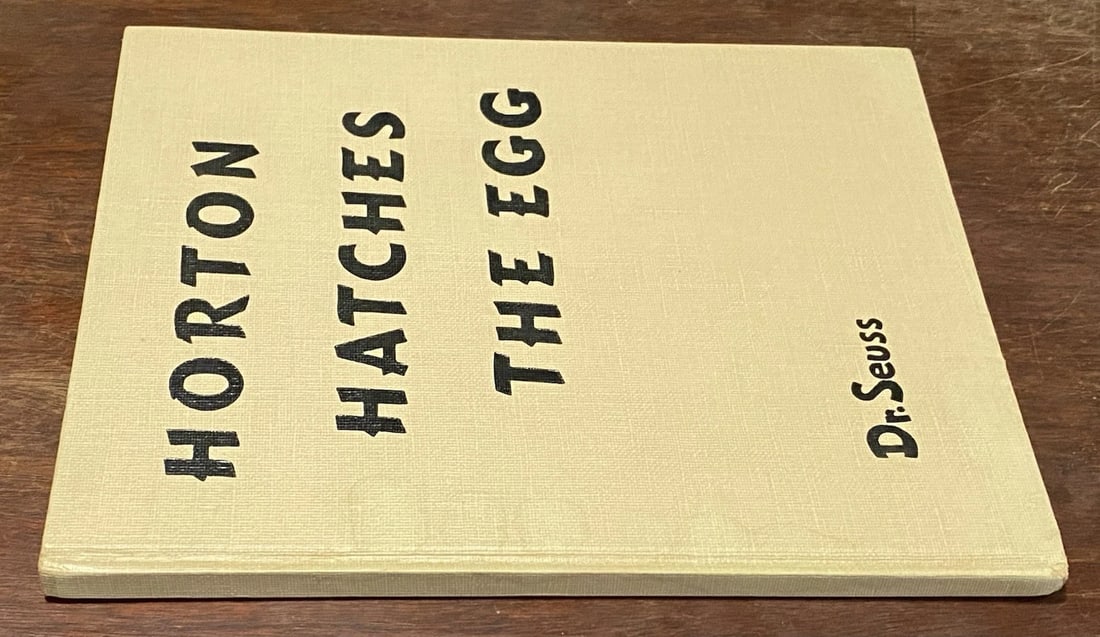 HORTON
HATCHES
THE EGG
Dr. Seuss